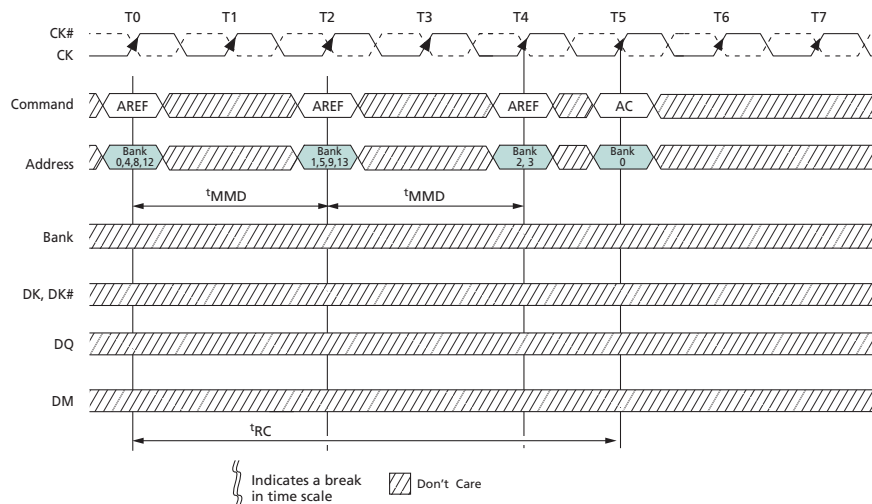 T0 T1 T2 T3 T4 T5 T6 T7
CK#
CK
Command AREF AREF AREF AC
Address Bank 0,4,8,12 Bank 1,5,9,13 Bank 2, 3 Bank 0
tMMD tMMD
Bank
DK, DK#
DQ
DM
tRC
Indicates a break
in time scale
Don't Care